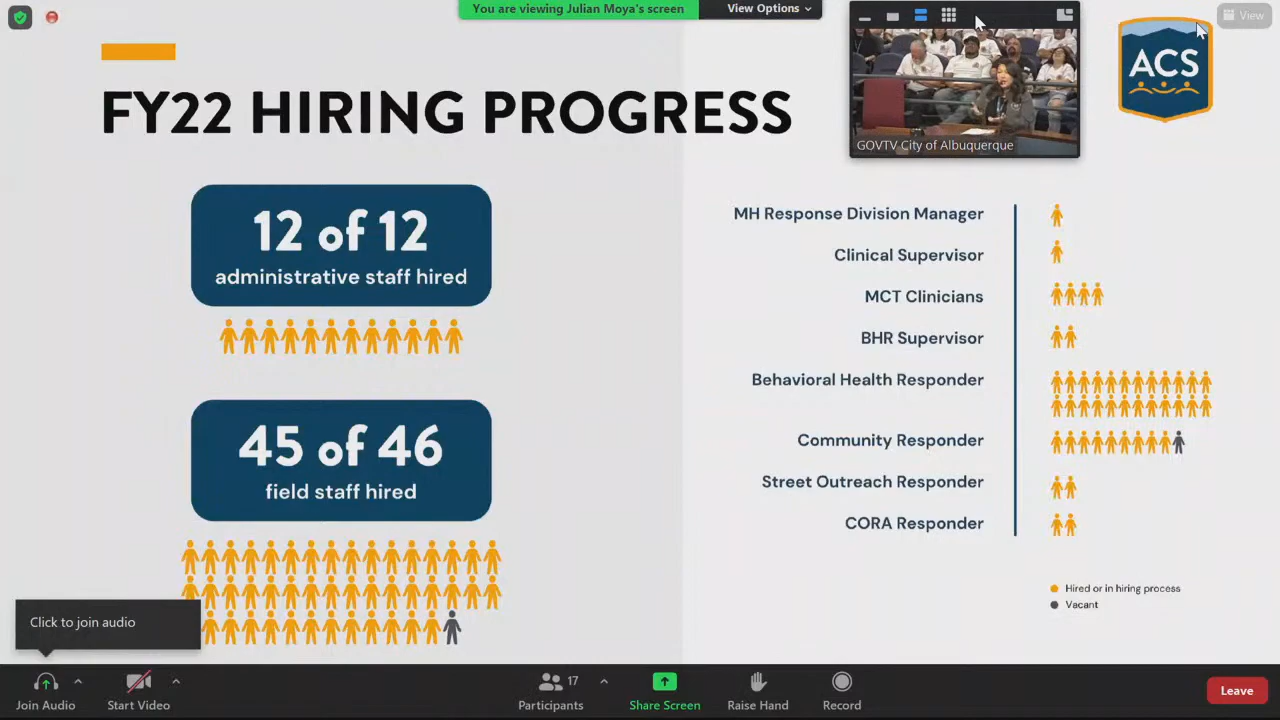 You are viewing Julian Moya's screen
View Options
View
ACS
FY22 HIRING PROGRESS
GOVTV City of Albuquerque
12 of 12
administrative staff hired
45 of 46
field staff hired
MH Response Division Manager
Clinical Supervisor
MCT Clinicians
BHR Supervisor
Behavioral Health Responder
Community Responder
Street Outreach Responder
CORA Responder
Hired or in hiring process
Vacant
Click to join audio
Join Audio
Start Video
17
Participants
Share Screen
Raise Hand
Record
Leave